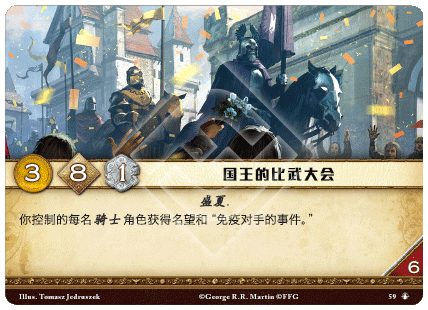 3 8 1 国王的比武大会
盛夏.
你控制的每名骑士角色获得名望和“免疫对手的事件。”
6
Illus. Tomasz Jedruszek ©George R.R. Martin ©FFG 59